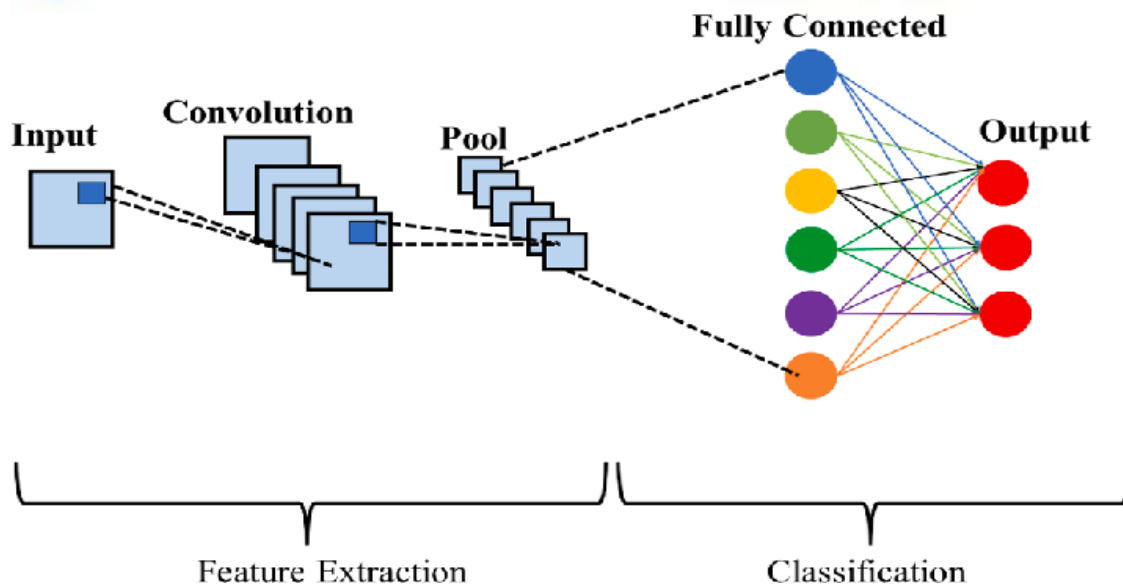 Fully Connected
Convolution
Input
Pool
Output
Feature Extraction
Classification